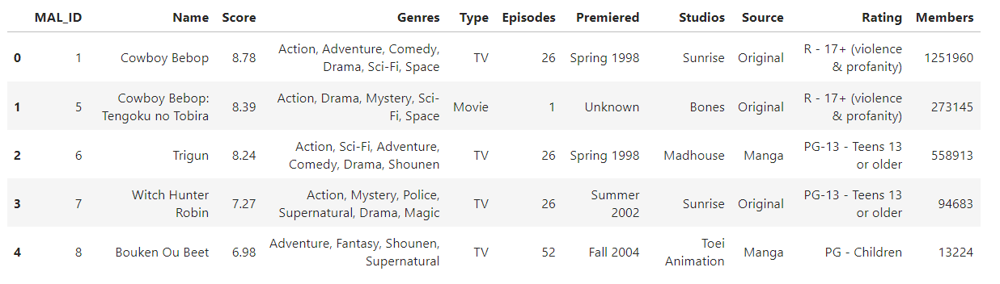 MAL_ID Name Score Genres Type Episodes Premiered Studios Source Rating Members
0 1 Cowboy Bebop 8.78 Action, Adventure, Comedy, Drama, Sci-Fi, Space TV 26 Spring 1998 Sunrise Original R - 17+ (violence & profanity) 1251960
1 5 Cowboy Bebop: Tengoku no Tobira 8.39 Action, Drama, Mystery, Sci-Fi, Space Movie 1 Unknown Bones Original R - 17+ (violence & profanity) 273145
2 6 Trigun 8.24 Action, Sci-Fi, Adventure, Comedy, Drama, Shounen TV 26 Spring 1998 Madhouse Manga PG-13 - Teens 13 or older 558913
3 7 Witch Hunter Robin 7.27 Action, Mystery, Police, Supernatural, Drama, Magic TV 26 Summer 2002 Sunrise Original PG-13 - Teens 13 or older 94683
4 8 Bouken Ou Beet 6.98 Adventure, Fantasy, Shounen, Supernatural TV 52 Fall 2004 Toei Animation Manga PG - Children 13224